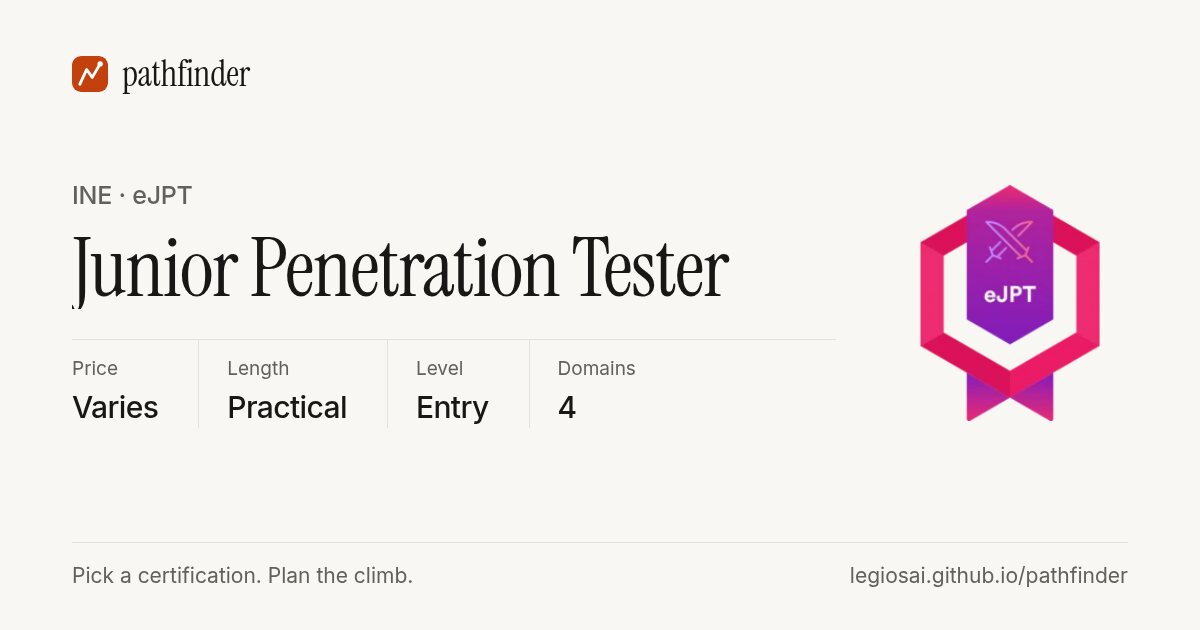 pathfinder
INE · eJPT
Junior Penetration Tester
eJPT
Price
Varies
Length
Practical
Level
Entry
Domains
4
Pick a certification. Plan the climb.
legiosai.github.io/pathfinder